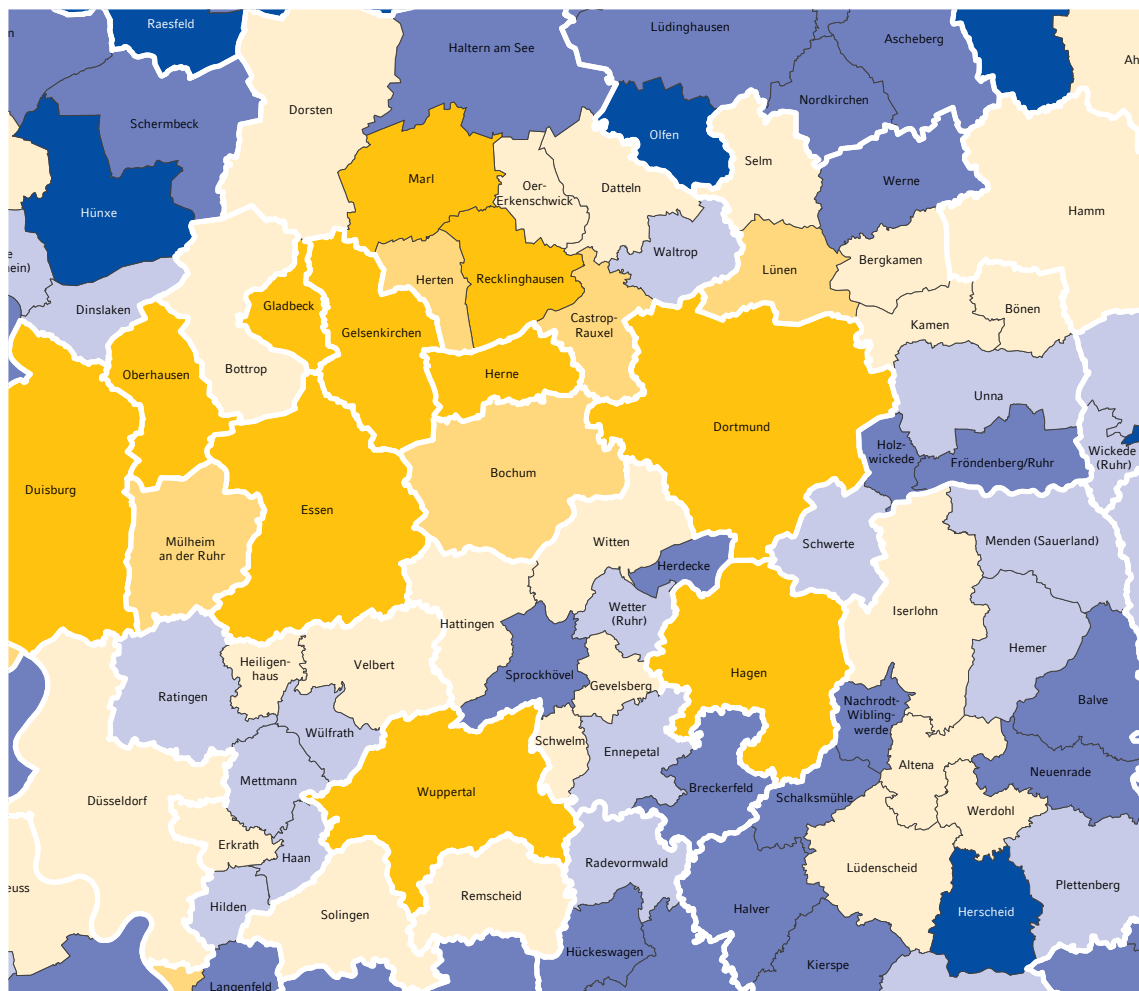 Raesfeld
Haltern am See
Lüdinghausen
Ascheberg
n
Ah
Dorsten
Schermbeck
Nordkirchen
Olfen
Selm
Marl
Oer-
Erkenschwick
Datteln
Werne
Hünxe
Hamm
e
ein)
Waltrop
Bergkamen
Lünen
Herten
Recklinghausen
Dinslaken
Gladbeck
Gelsenkirchen
Castrop-
Rauxel
Kamen
Bönen
Oberhausen
Bottrop
Herne
Unna
Dortmund
Holz-
wickede
Fröndenberg/Ruhr
Wickede
(Ruhr)
Duisburg
Essen
Bochum
Mülheim
an der Ruhr
Witten
Schwerte
Menden (Sauerland)
Herdecke
Wetter
(Ruhr)
Iserlohn
Hattingen
Hemer
Heiligen-
haus
Velbert
Sprockhövel
Gevelsberg
Hagen
Ratingen
Nachrodt-
Wibling-
werde
Balve
Wülfrath
Schwelm
Ennepetal
Mettmann
Altena
Neuenrade
Düsseldorf
Wuppertal
Breckerfeld
Schalksmühle
Werdohl
Erkrath
Haan
Radevormwald
Lüdenscheid
Plettenberg
euss
Hilden
Solingen
Remscheid
Halver
Herscheid
Hückeswagen
Kierspe
Langenfeld